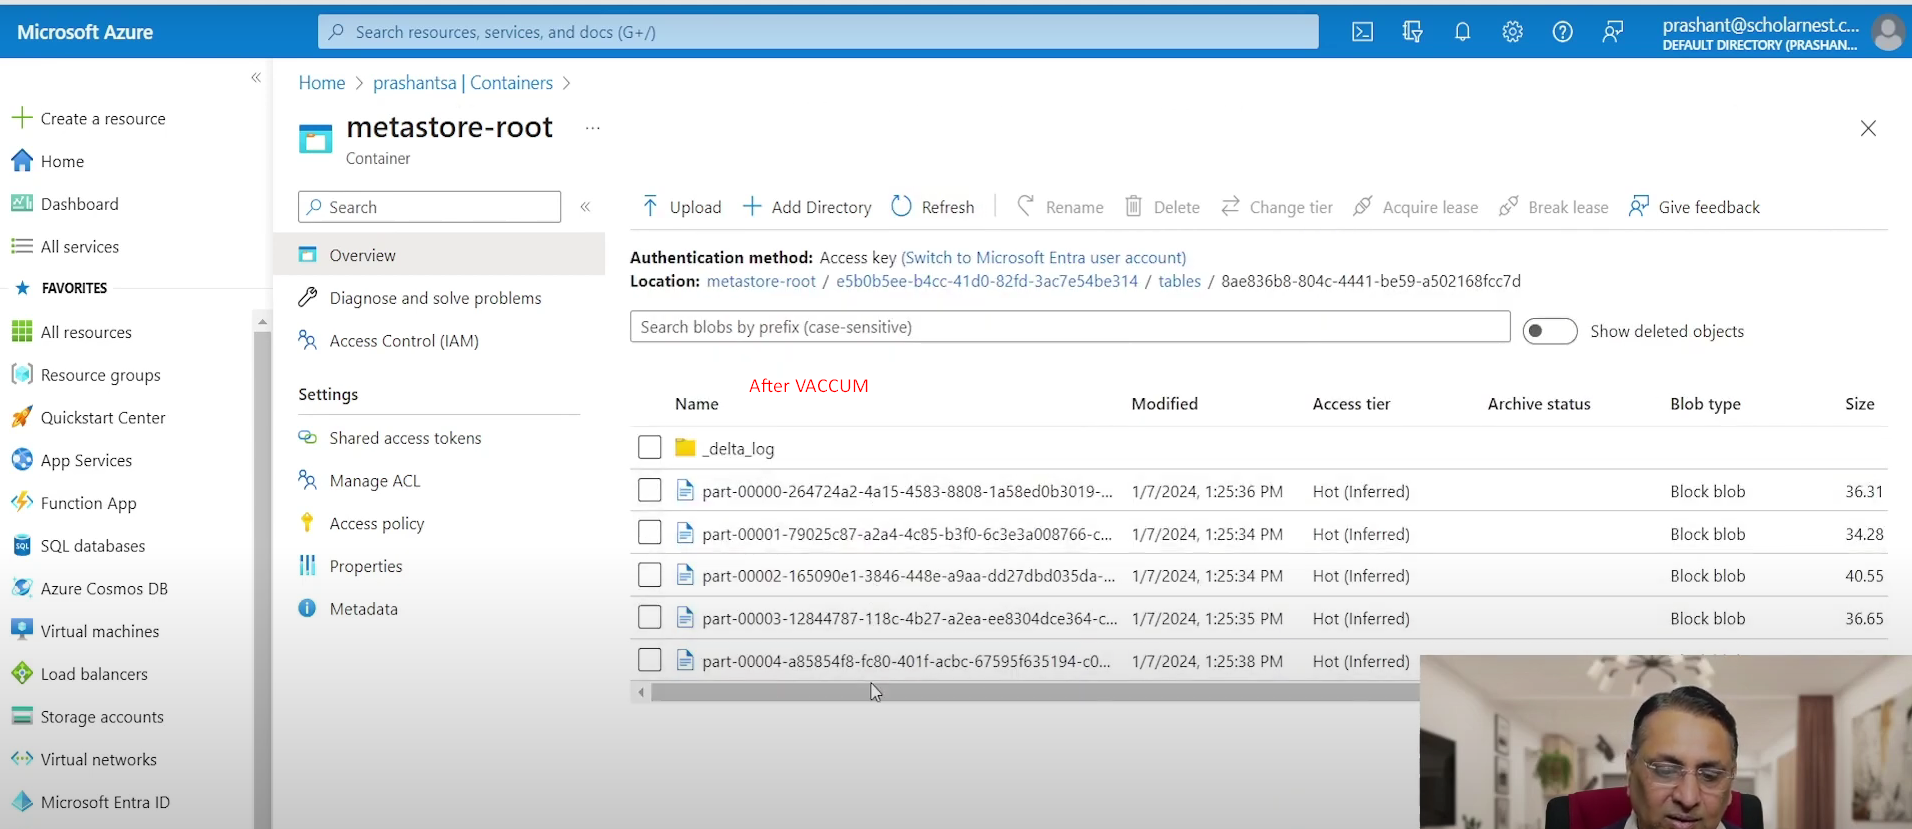 Microsoft Azure
Search resources, services, and docs (G+/)
prashant@scholarnest.c...
DEFAULT DIRECTORY (PRASHAN...
Create a resource
Home
Dashboard
All services
FAVORITES
All resources
Resource groups
Quickstart Center
App Services
Function App
SQL databases
Azure Cosmos DB
Virtual machines
Load balancers
Storage accounts
Virtual networks
Microsoft Entra ID
Home > prashantsa | Containers >
metastore-root ...
Container
Search
Overview
Diagnose and solve problems
Access Control (IAM)
Settings
Shared access tokens
Manage ACL
Access policy
Properties
Metadata
Upload Add Directory Refresh Rename Delete Change tier Acquire lease Break lease Give feedback
Authentication method: Access key (Switch to Microsoft Entra user account)
Location: metastore-root / e5b0b5ee-b4cc-41d0-82fd-3ac7e54be314 / tables / 8ae836b8-804c-4441-be59-a502168fcc7d
Search blobs by prefix (case-sensitive)
Show deleted objects
After VACCUM
Name Modified Access tier Archive status Blob type Size
_delta_log
part-00000-264724a2-4a15-4583-8808-1a58ed0b3019-... 1/7/2024, 1:25:36 PM Hot (Inferred) Block blob 36.31
part-00001-79025c87-a2a4-4c85-b3f0-6c3e3a008766-c... 1/7/2024, 1:25:34 PM Hot (Inferred) Block blob 34.28
part-00002-165090e1-3846-448e-a9aa-dd27dbd035da-... 1/7/2024, 1:25:34 PM Hot (Inferred) Block blob 40.55
part-00003-12844787-118c-4b27-a2ea-ee8304dce364-c... 1/7/2024, 1:25:35 PM Hot (Inferred) Block blob 36.65
part-00004-a85854f8-fc80-401f-acbc-67595f635194-c0... 1/7/2024, 1:25:38 PM Hot (Inferred)